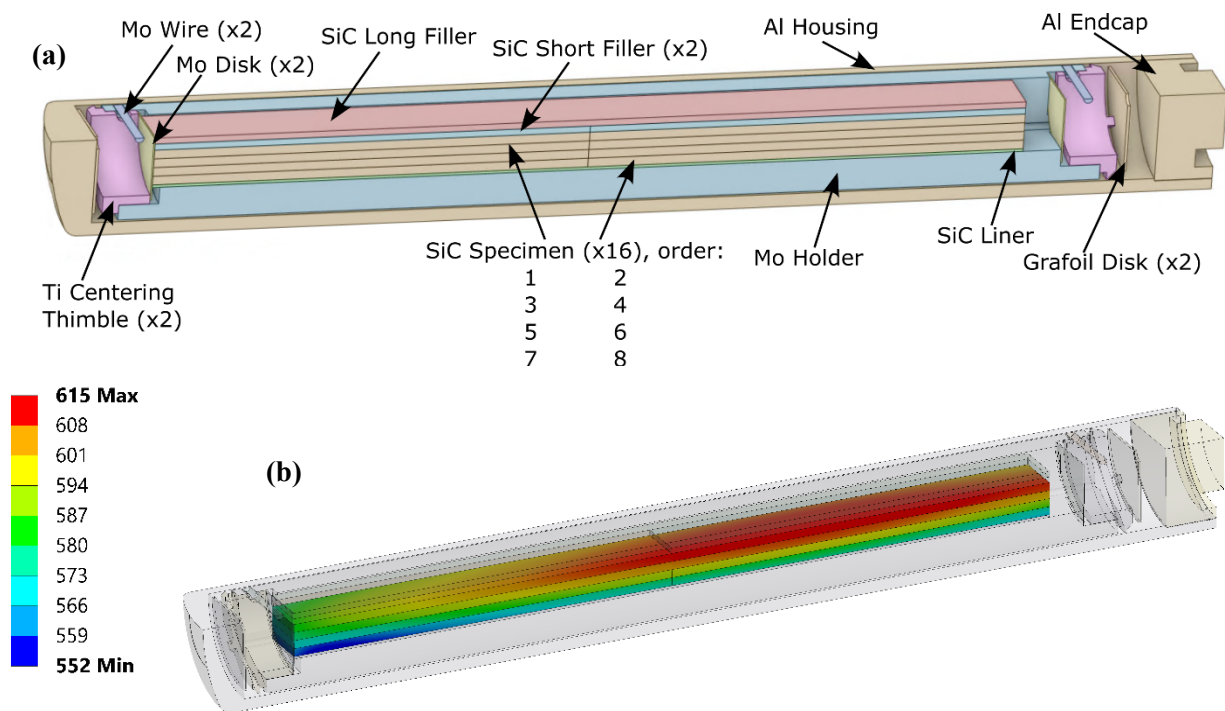 (a)
Mo Wire (x2)
Mo Disk (x2)
SiC Long Filler
SiC Short Filler (x2)
Al Housing
Al Endcap
Ti Centering
Thimble (x2)
SiC Specimen (x16), order:
1 2
3 4
5 6
7 8
Mo Holder
SiC Liner
Grafoil Disk (x2)
(b)
615 Max
608
601
594
587
580
573
566
559
552 Min